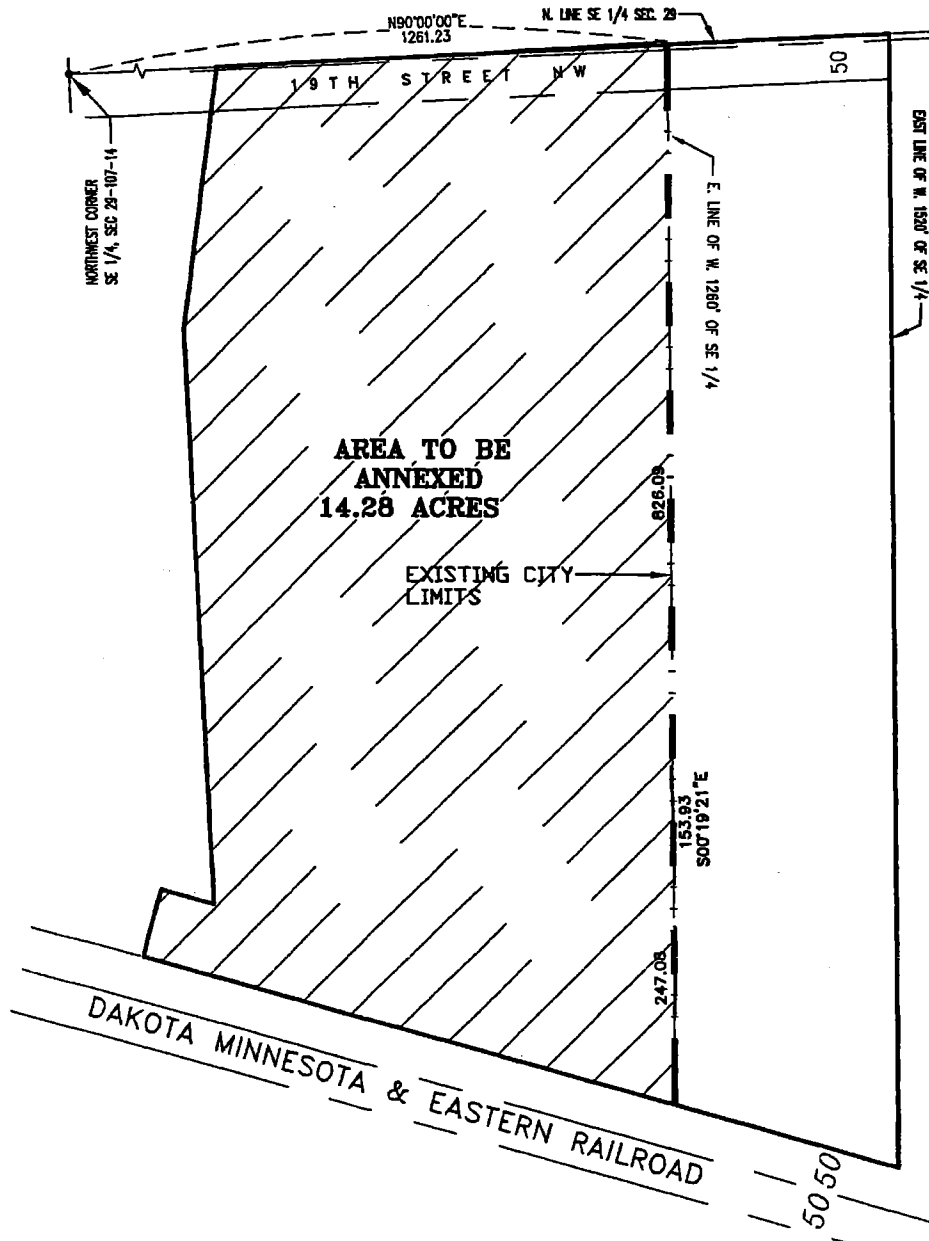 N90°00'00"E
1261.23
N. LINE SE 1/4 SEC. 29
19TH STREET NW
50
NORTHWEST CORNER
SE 1/4, SEC 29-107-14
E. LINE OF W. 1260' OF SE 1/4
EAST LINE OF W. 1520' OF SE 1/4
AREA TO BE
ANNEXED
14.28 ACRES
826.09
EXISTING CITY
LIMITS
153.93
S00°19'21"E
247.08
DAKOTA MINNESOTA & EASTERN RAILROAD
50
50